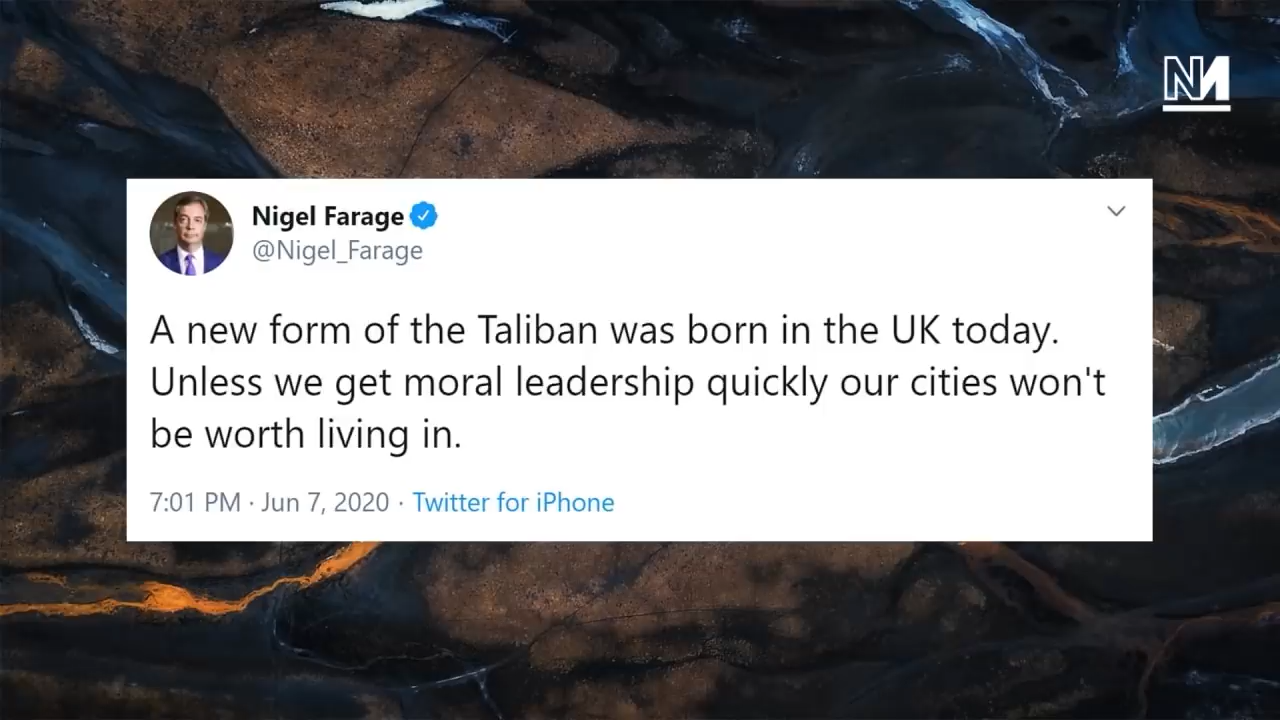 NM
Nigel Farage
@Nigel_Farage
A new form of the Taliban was born in the UK today.
Unless we get moral leadership quickly our cities won't
be worth living in.
7:01 PM · Jun 7, 2020 · Twitter for iPhone